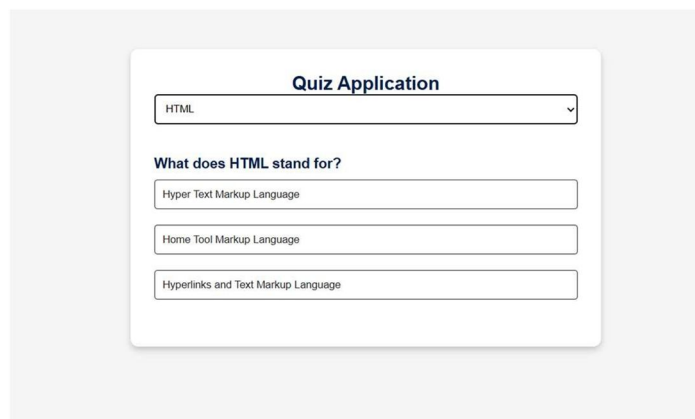 Quiz Application
HTML
What does HTML stand for?
Hyper Text Markup Language
Home Tool Markup Language
Hyperlinks and Text Markup Language